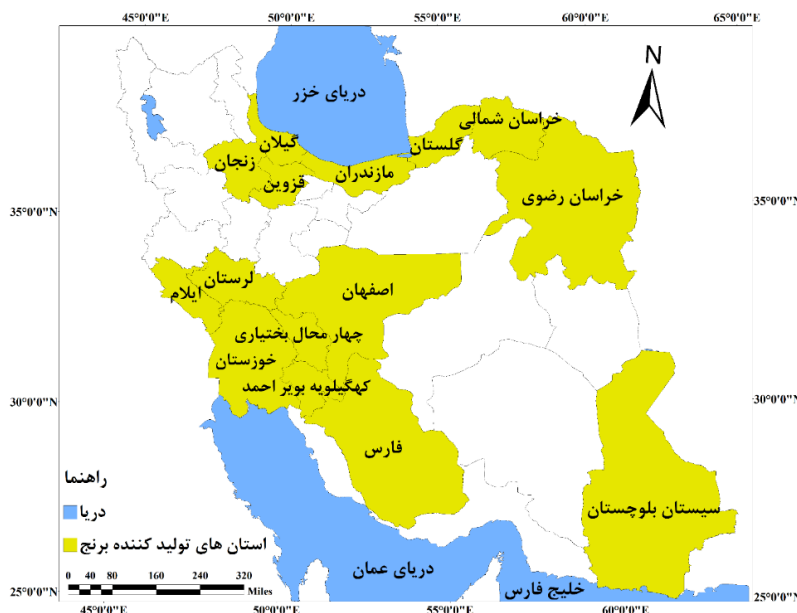 45°0'0"E 50°0'0"E 55°0'0"E 60°0'0"E 65°0'0"E
N
دریای خزر
خراسان شمالی
گیلان
گلستان
زنجان
مازندران
قزوین
خراسان رضوی
35°0'0"N 35°0'0"N
لرستان
ایلام
اصفهان
چهار محال بختیاری
خوزستان
کهگیلویه بویر احمد
30°0'0"N 30°0'0"N
فارس
راهنما
دریا
سیستان بلوچستان
استان های تولید کننده برنج
دریای عمان
خلیج فارس
0 40 80 160 240 320
Miles
25°0'0"N 25°0'0"N
45°0'0"E 50°0'0"E 55°0'0"E 60°0'0"E